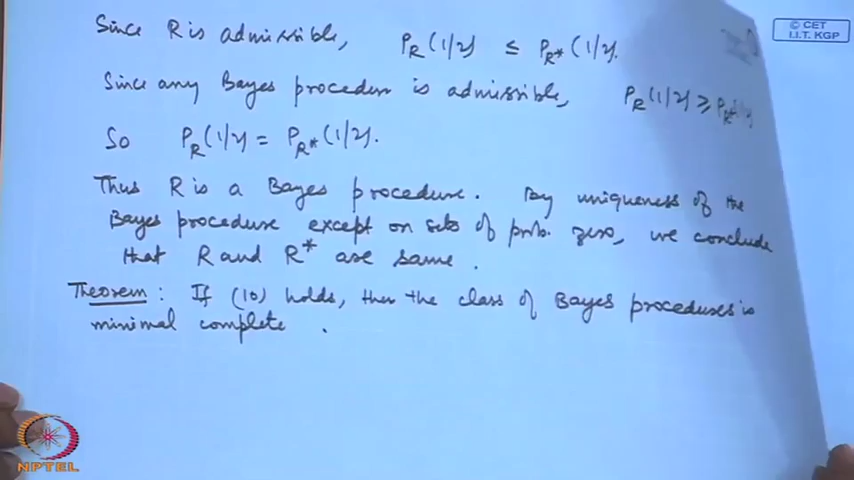 Since R is admissible, P_R(1/2) ≤ P_R*(1/2).
© CET
I.I.T. KGP
Since any Bayes procedure is admissible, P_R(1/2) ≥ P_R*(1/2)
So P_R(1/2) = P_R*(1/2).
Thus R is a Bayes procedure. By uniqueness of the
Bayes procedure except on sets of prob. zero, we conclude
that R and R* are same.
Theorem: If (10) holds, then the class of Bayes procedures is
minimal complete.
NPTEL